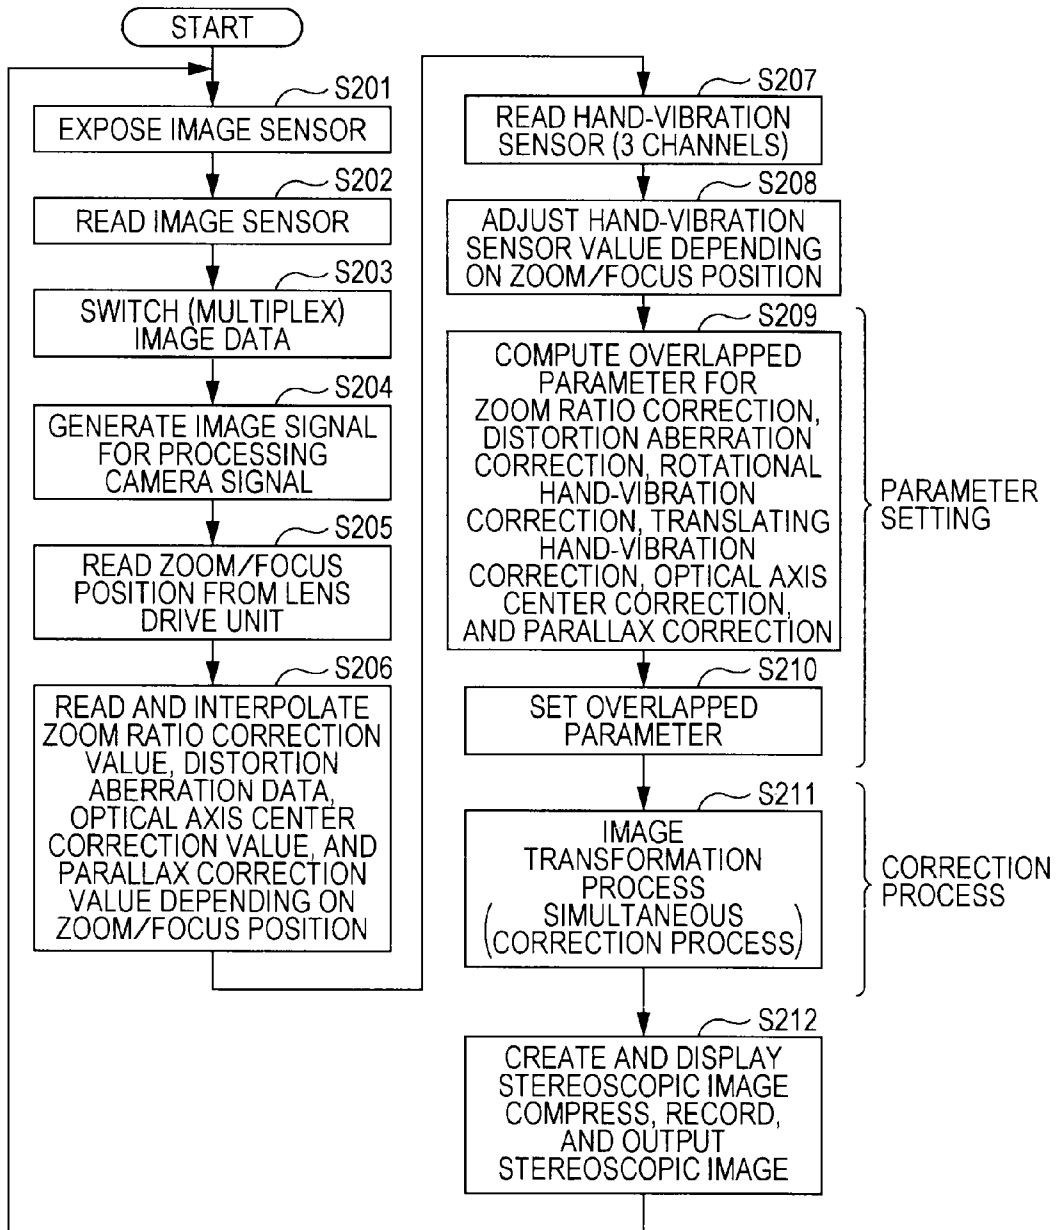 START
S201
EXPOSE IMAGE SENSOR
S202
READ IMAGE SENSOR
S203
SWITCH (MULTIPLEX)
IMAGE DATA
S204
GENERATE IMAGE SIGNAL
FOR PROCESSING
CAMERA SIGNAL
S205
READ ZOOM/FOCUS
POSITION FROM LENS
DRIVE UNIT
S206
READ AND INTERPOLATE
ZOOM RATIO CORRECTION
VALUE, DISTORTION
ABERRATION DATA,
OPTICAL AXIS CENTER
CORRECTION VALUE, AND
PARALLAX CORRECTION
VALUE DEPENDING ON
ZOOM/FOCUS POSITION
S207
READ HAND-VIBRATION
SENSOR (3 CHANNELS)
S208
ADJUST HAND-VIBRATION
SENSOR VALUE DEPENDING
ON ZOOM/FOCUS POSITION
S209
COMPUTE OVERLAPPED
PARAMETER FOR
ZOOM RATIO CORRECTION,
DISTORTION ABERRATION
CORRECTION, ROTATIONAL
HAND-VIBRATION
CORRECTION, TRANSLATING
HAND-VIBRATION
CORRECTION, OPTICAL AXIS
CENTER CORRECTION,
AND PARALLAX CORRECTION
S210
SET OVERLAPPED
PARAMETER
PARAMETER
SETTING
S211
IMAGE
TRANSFORMATION
PROCESS
(SIMULTANEOUS
CORRECTION PROCESS)
CORRECTION
PROCESS
S212
CREATE AND DISPLAY
STEREOSCOPIC IMAGE
COMPRESS, RECORD,
AND OUTPUT
STEREOSCOPIC IMAGE